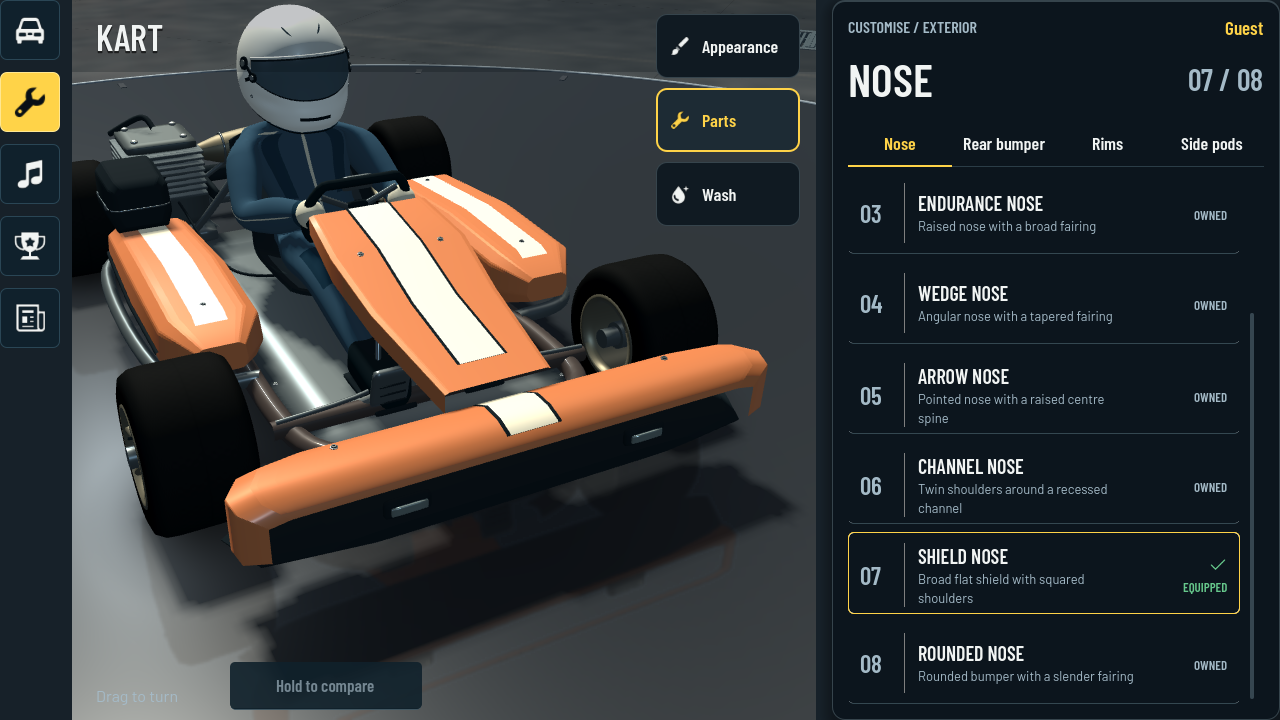 KART
Appearance
Parts
Wash
Drag to turn
Hold to compare
CUSTOMISE / EXTERIOR
Guest
NOSE
07 / 08
Nose
Rear bumper
Rims
Side pods
03
ENDURANCE NOSE
Raised nose with a broad fairing
OWNED
04
WEDGE NOSE
Angular nose with a tapered fairing
OWNED
05
ARROW NOSE
Pointed nose with a raised centre
spine
OWNED
06
CHANNEL NOSE
Twin shoulders around a recessed
channel
OWNED
07
SHIELD NOSE
Broad flat shield with squared
shoulders
EQUIPPED
08
ROUNDED NOSE
Rounded bumper with a slender fairing
OWNED